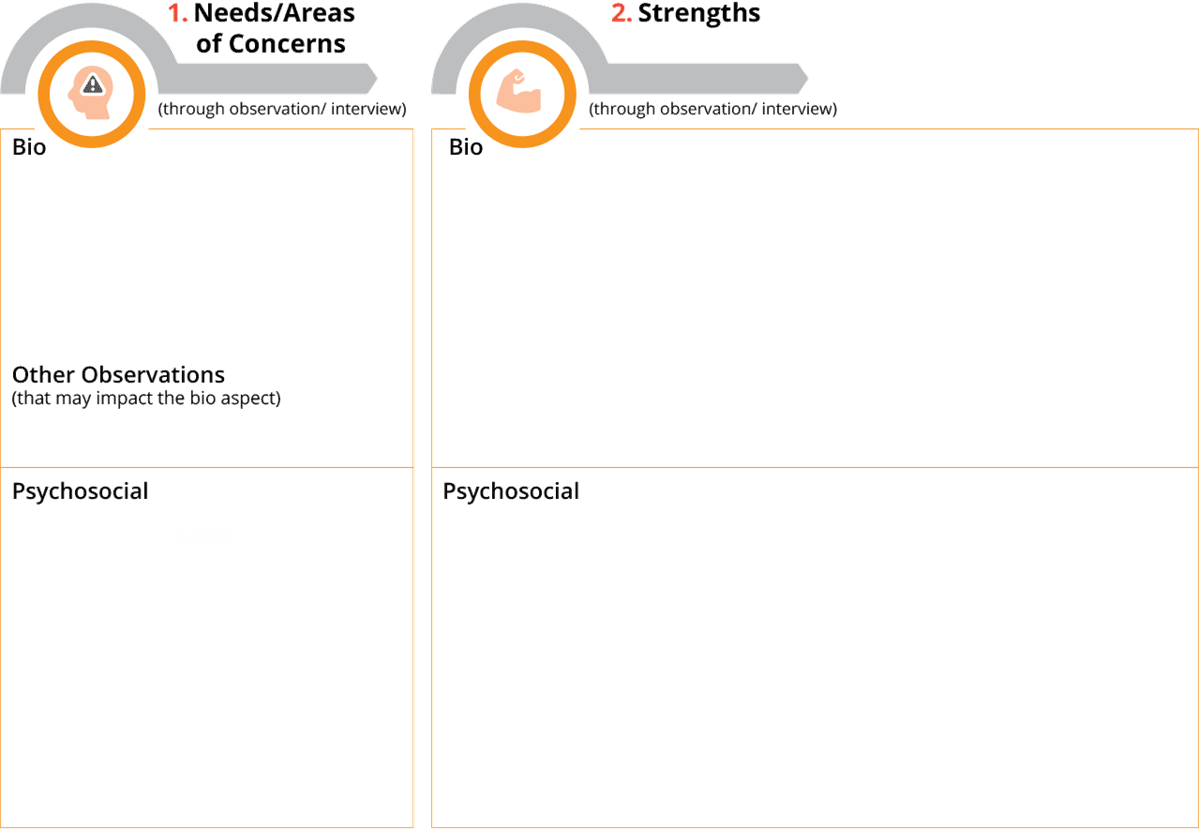 1. Needs/Areas
of Concerns
(through observation/ interview)
Bio
Other Observations
(that may impact the bio aspect)
Psychosocial
2. Strengths
(through observation/ interview)
Bio
Psychosocial